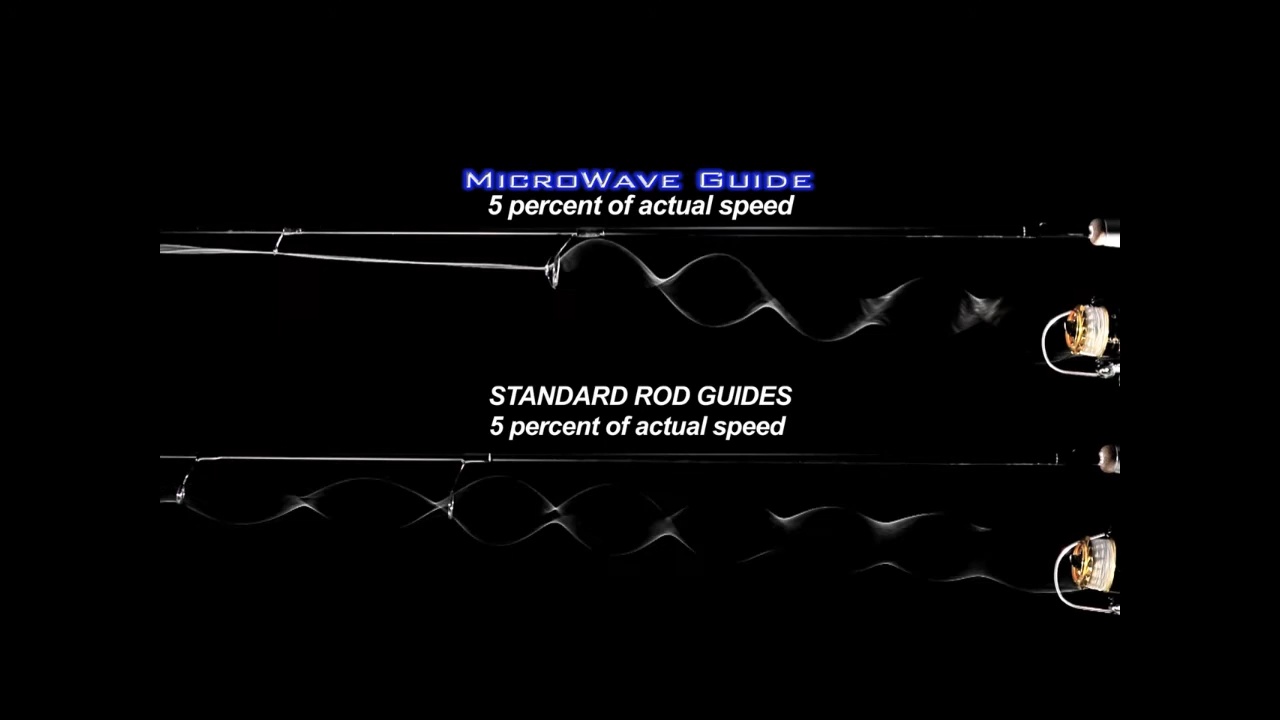 MICROWAVE GUIDE
5 percent of actual speed
STANDARD ROD GUIDES
5 percent of actual speed